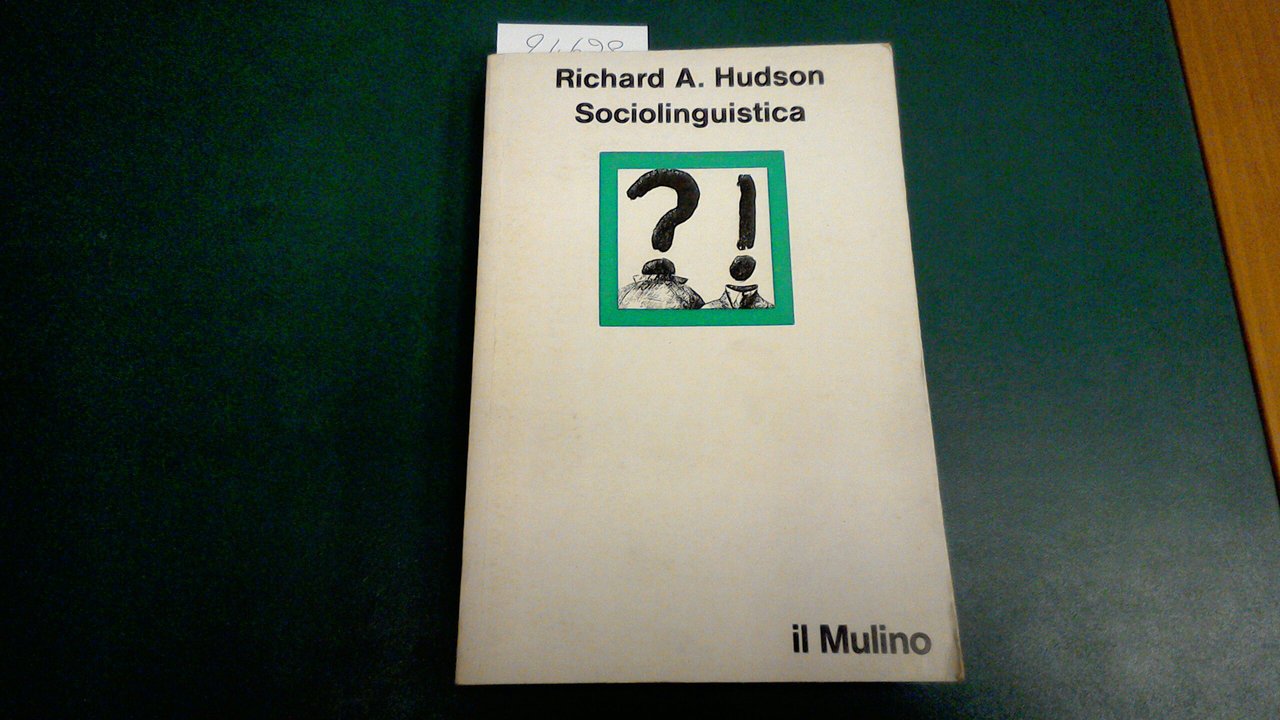 Richard A. Hudson
Sociolinguistica
? !
il Mulino